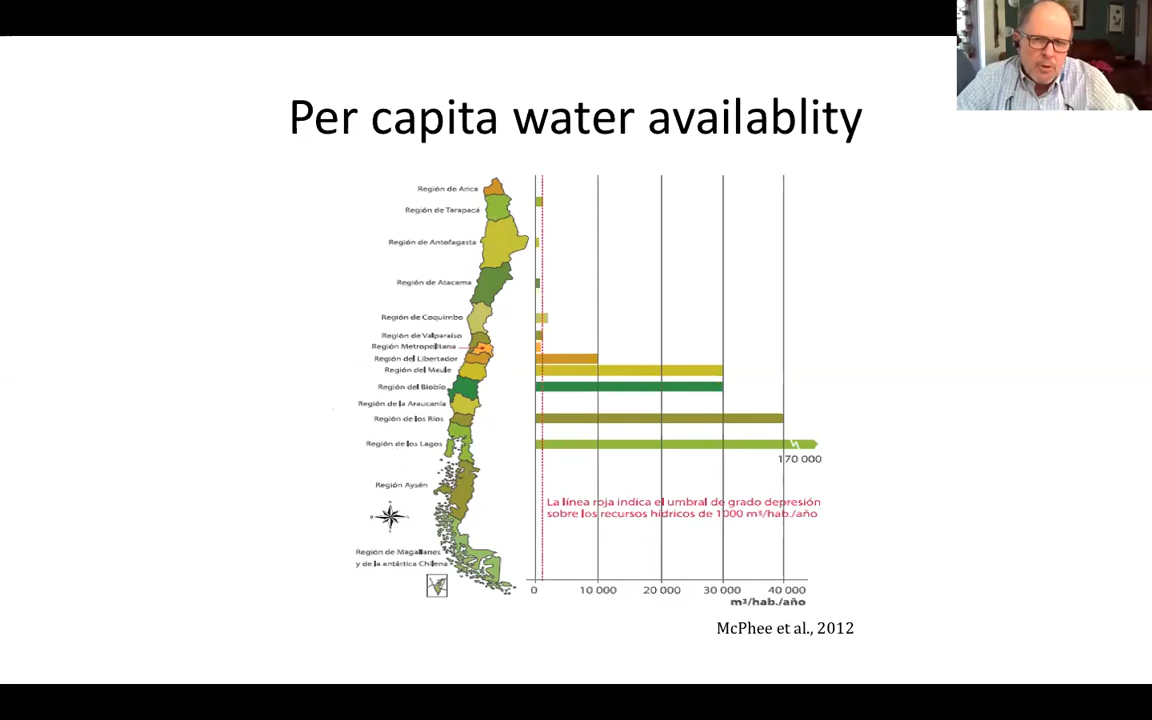 Per capita water availablity
Región de Arica
Región de Tarapacá
Región de Antofagasta
Región de Atacama
Región de Coquimbo
Región de Valparaíso
Región Metropolitana
Región del Libertador
Región del Maule
Región del Biobío
Región de la Araucanía
Región de los Ríos
Región de los Lagos
170 000
Región Aysén
La línea roja indica el umbral de grado depresión
sobre los recursos hídricos de 1000 m³/hab./año
Región de Magallanes
y de la antártica Chilena
0 10 000 20 000 30 000 40 000
m³/hab./año
McPhee et al., 2012